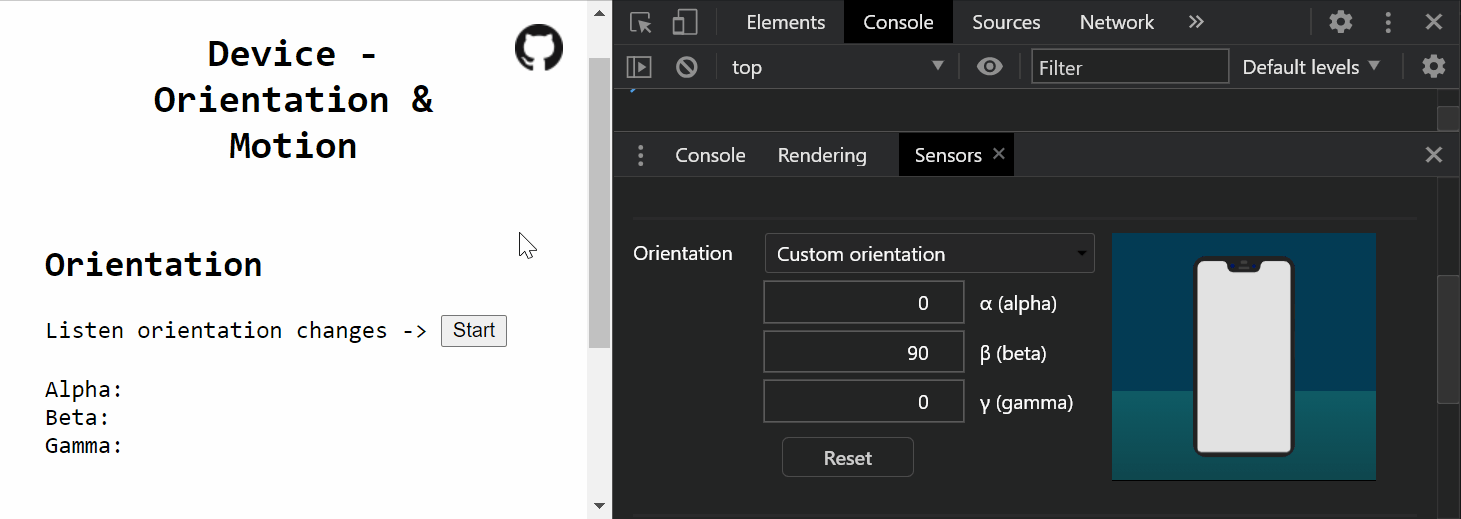 Device -
Orientation &
Motion
Orientation
Listen orientation changes -> Start
Alpha:
Beta:
Gamma:
Elements Console Sources Network
top Filter Default levels
Console Rendering Sensors
Orientation Custom orientation
0 α (alpha)
90 β (beta)
0 γ (gamma)
Reset